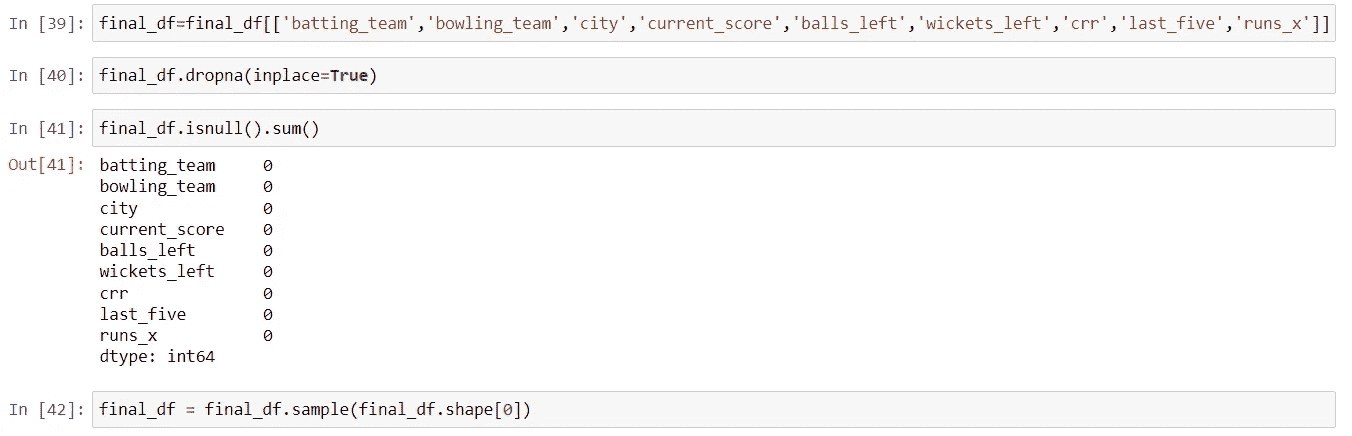 In [39]: final_df=final_df[['batting_team','bowling_team','city','current_score','balls_left','wickets_left','crr','last_five','runs_x']]
In [40]: final_df.dropna(inplace=True)
In [41]: final_df.isnull().sum()
Out[41]: batting_team 0
bowling_team 0
city 0
current_score 0
balls_left 0
wickets_left 0
crr 0
last_five 0
runs_x 0
dtype: int64
In [42]: final_df = final_df.sample(final_df.shape[0])